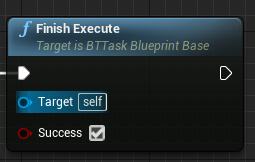 Finish Execute
Target is BTTask Blueprint Base
Target self
Success